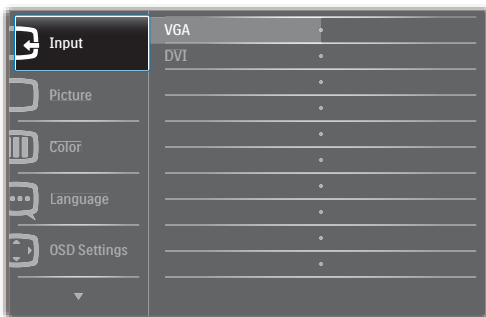 Input
VGA
DVI
Picture
Color
Language
OSD Settings